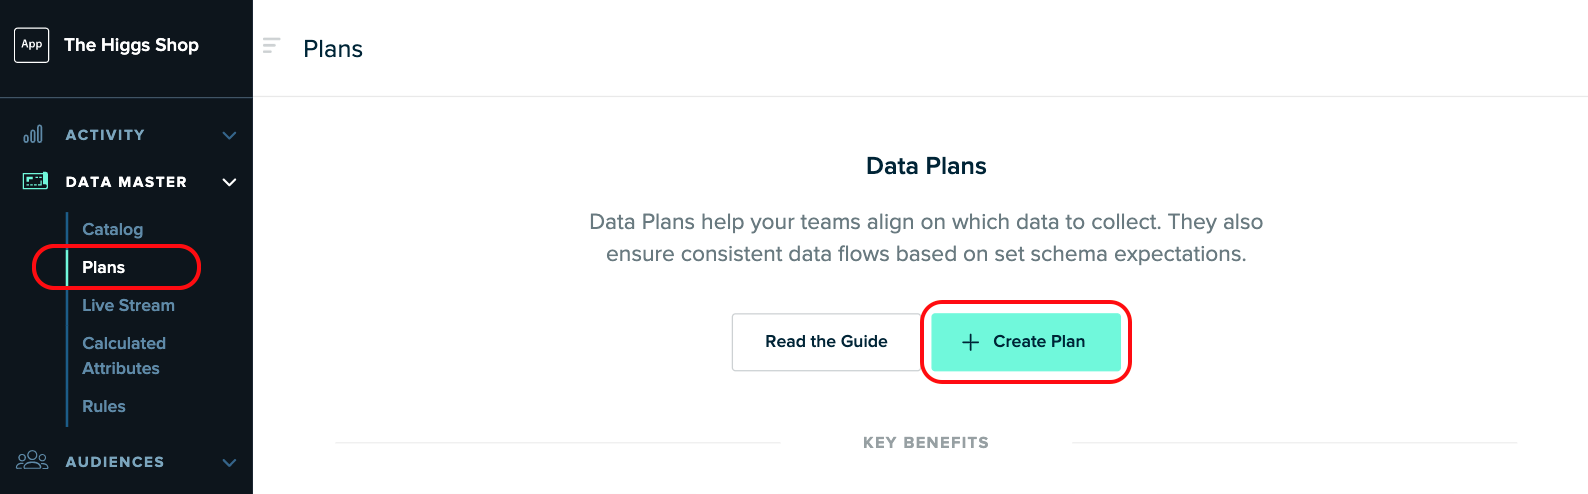 App
The Higgs Shop
ACTIVITY
DATA MASTER
Catalog
Plans
Live Stream
Calculated
Attributes
Rules
AUDIENCES
Plans
Data Plans
Data Plans help your teams align on which data to collect. They also
ensure consistent data flows based on set schema expectations.
Read the Guide
Create Plan
KEY BENEFITS